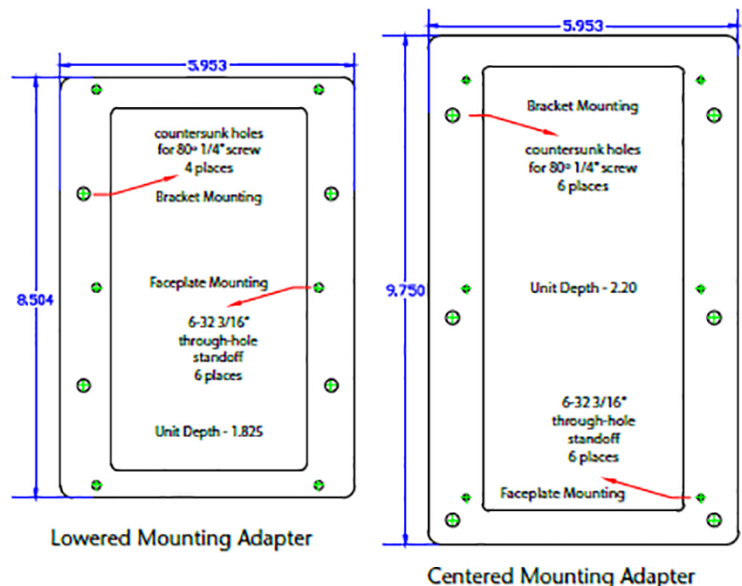 5.953
countersunk holes
for 80º 1/4" screw
4 places
Bracket Mounting
8.504
Faceplate Mounting
6-32 3/16"
through-hole
standoff
6 places
Unit Depth - 1.825
Lowered Mounting Adapter
5.953
Bracket Mounting
countersunk holes
for 80º 1/4" screw
6 places
9.750
Unit Depth - 2.20
6-32 3/16"
through-hole
standoff
6 places
Faceplate Mounting
Centered Mounting Adapter